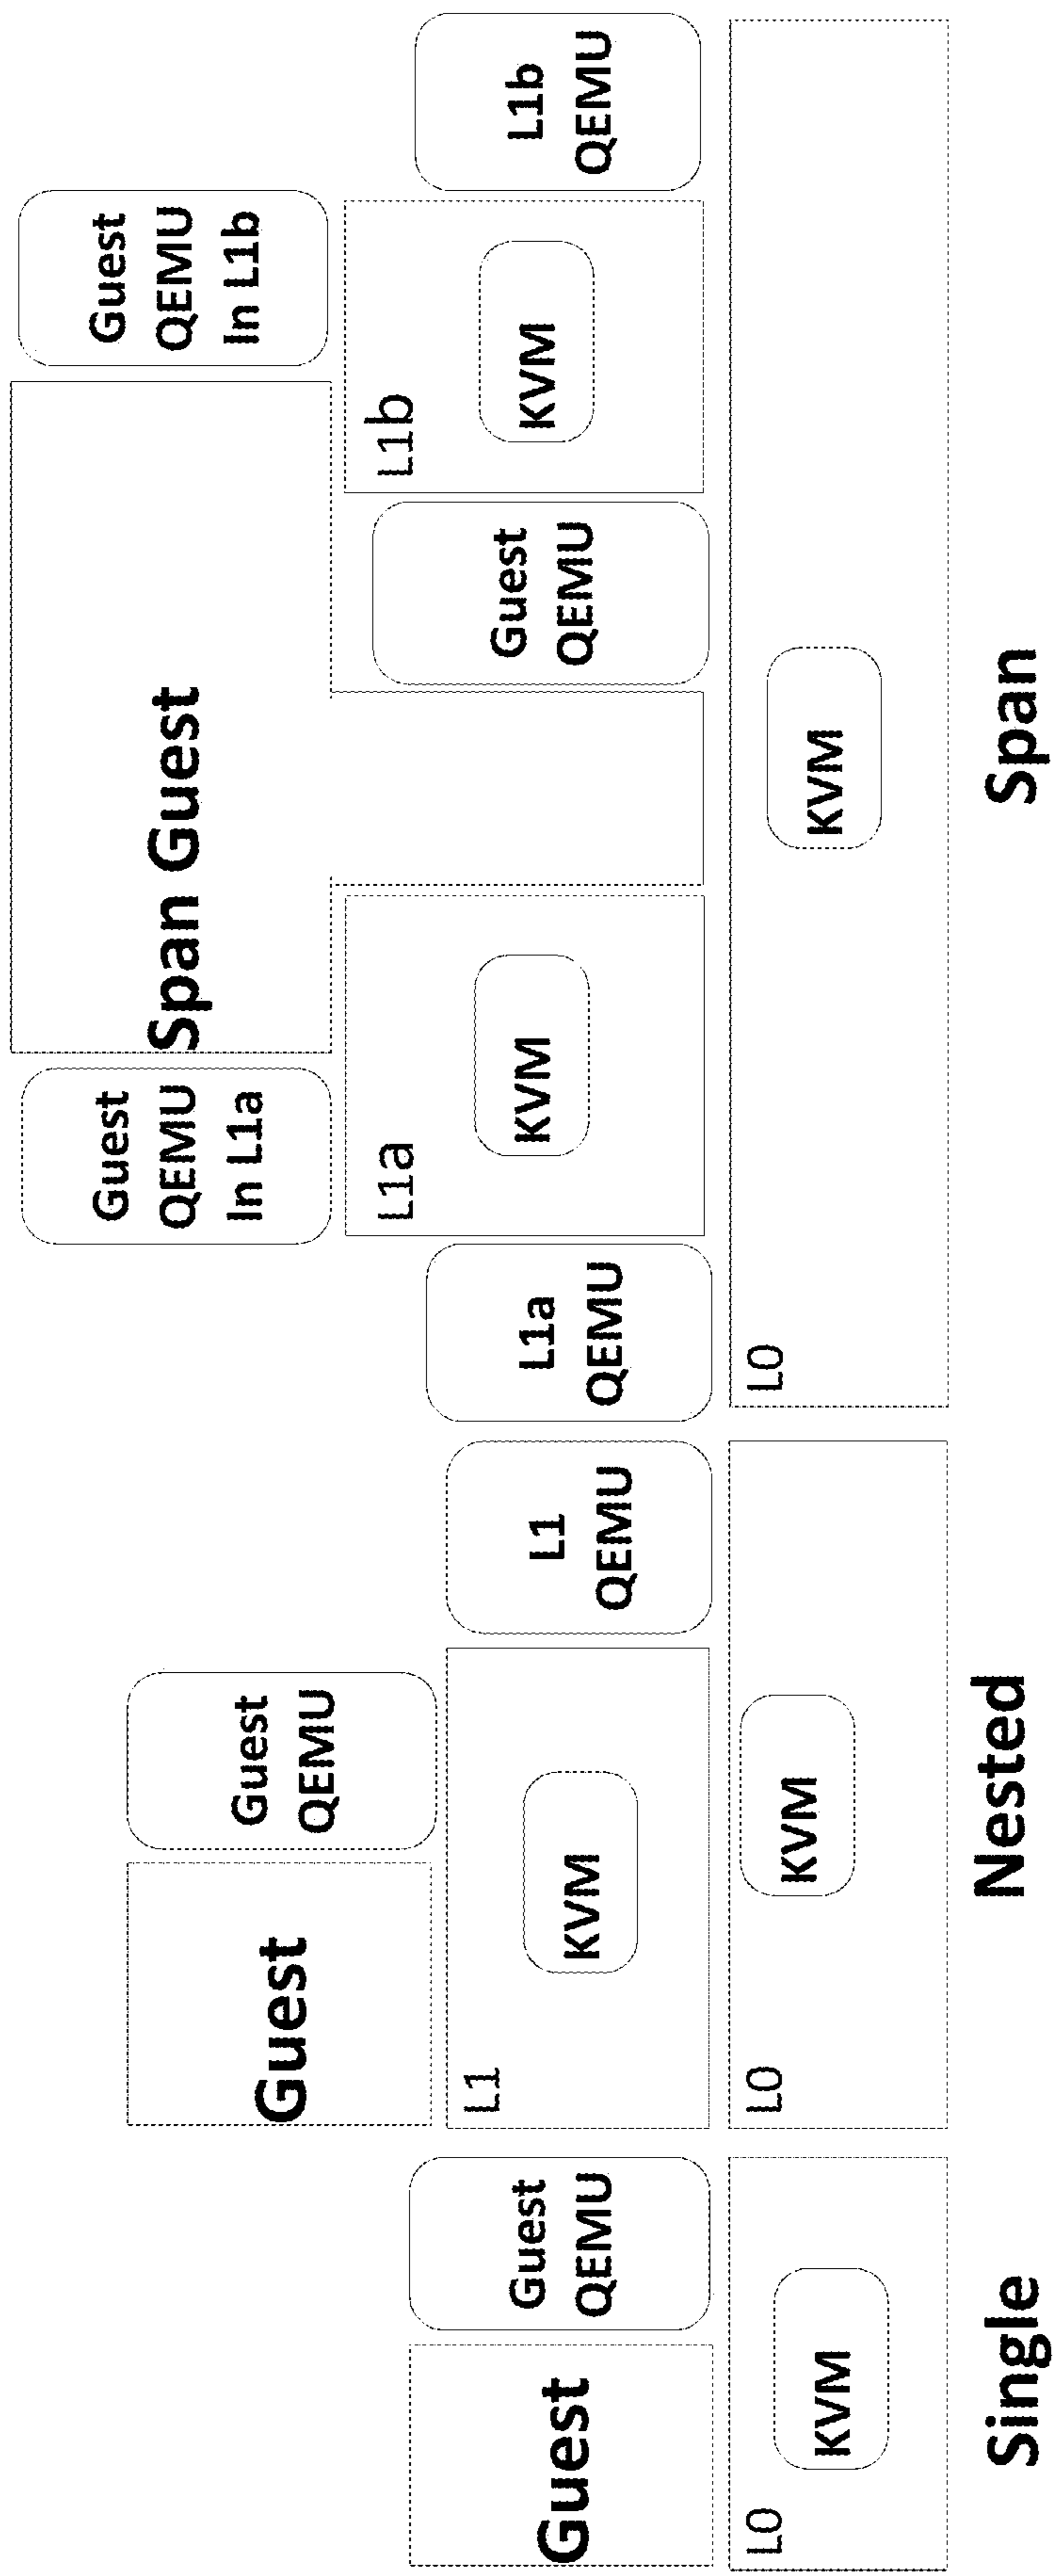 Guest
Guest
QEMU
L0
KVM
Single
Guest
Guest
QEMU
L1
KVM
L1
QEMU
L0
KVM
Nested
Guest
QEMU
In L1a
Span Guest
Guest
QEMU
In L1b
L1a
QEMU
L1a
KVM
Guest
QEMU
L1b
KVM
L1b
QEMU
L0
KVM
Span